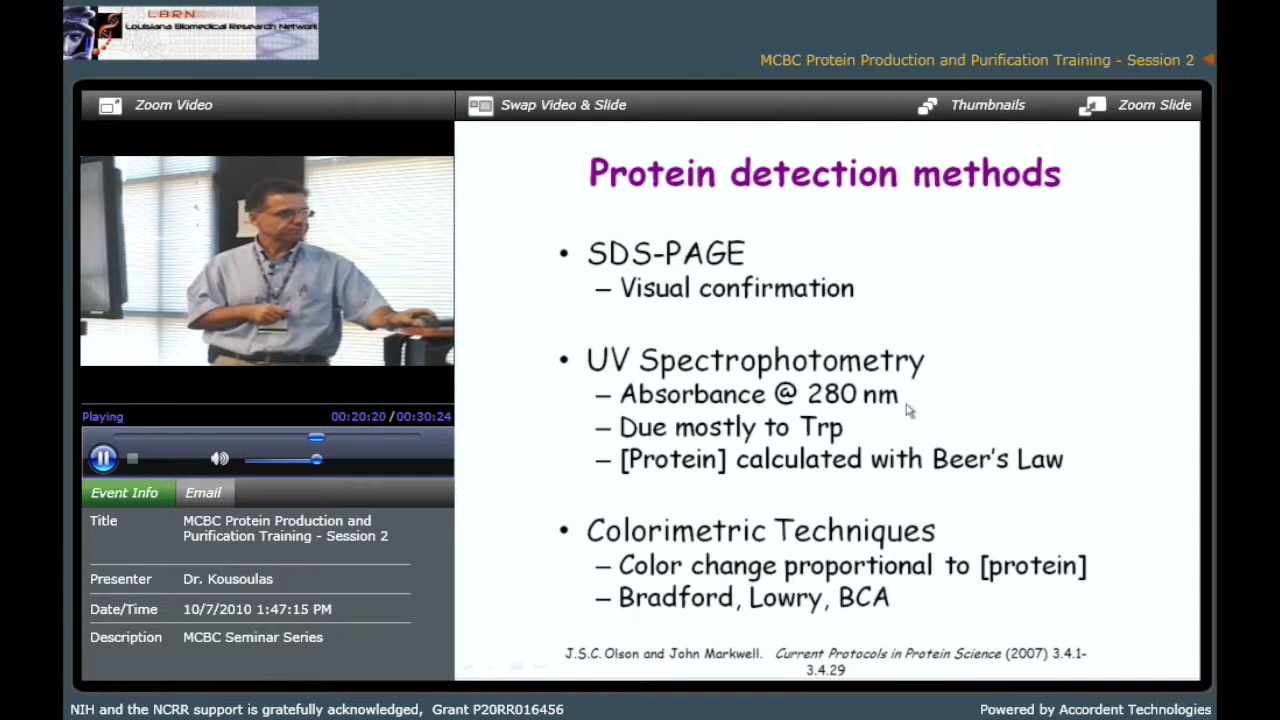 LBRN
Louisiana Biomedical Research Network
MCBC Protein Production and Purification Training - Session 2
Zoom Video
Swap Video & Slide
Thumbnails
Zoom Slide
Playing
00:20:20 / 00:30:24
Event Info
Email
Title
MCBC Protein Production and
Purification Training - Session 2
Presenter
Dr. Kousoulas
Date/Time
10/7/2010 1:47:15 PM
Description
MCBC Seminar Series
Protein detection methods
• SDS-PAGE
– Visual confirmation
• UV Spectrophotometry
– Absorbance @ 280 nm
– Due mostly to Trp
– [Protein] calculated with Beer's Law
• Colorimetric Techniques
– Color change proportional to [protein]
– Bradford, Lowry, BCA
J.S.C. Olson and John Markwell. Current Protocols in Protein Science (2007) 3.4.1-
3.4.29
NIH and the NCRR support is gratefully acknowledged, Grant P20RR016456
Powered by Accordent Technologies